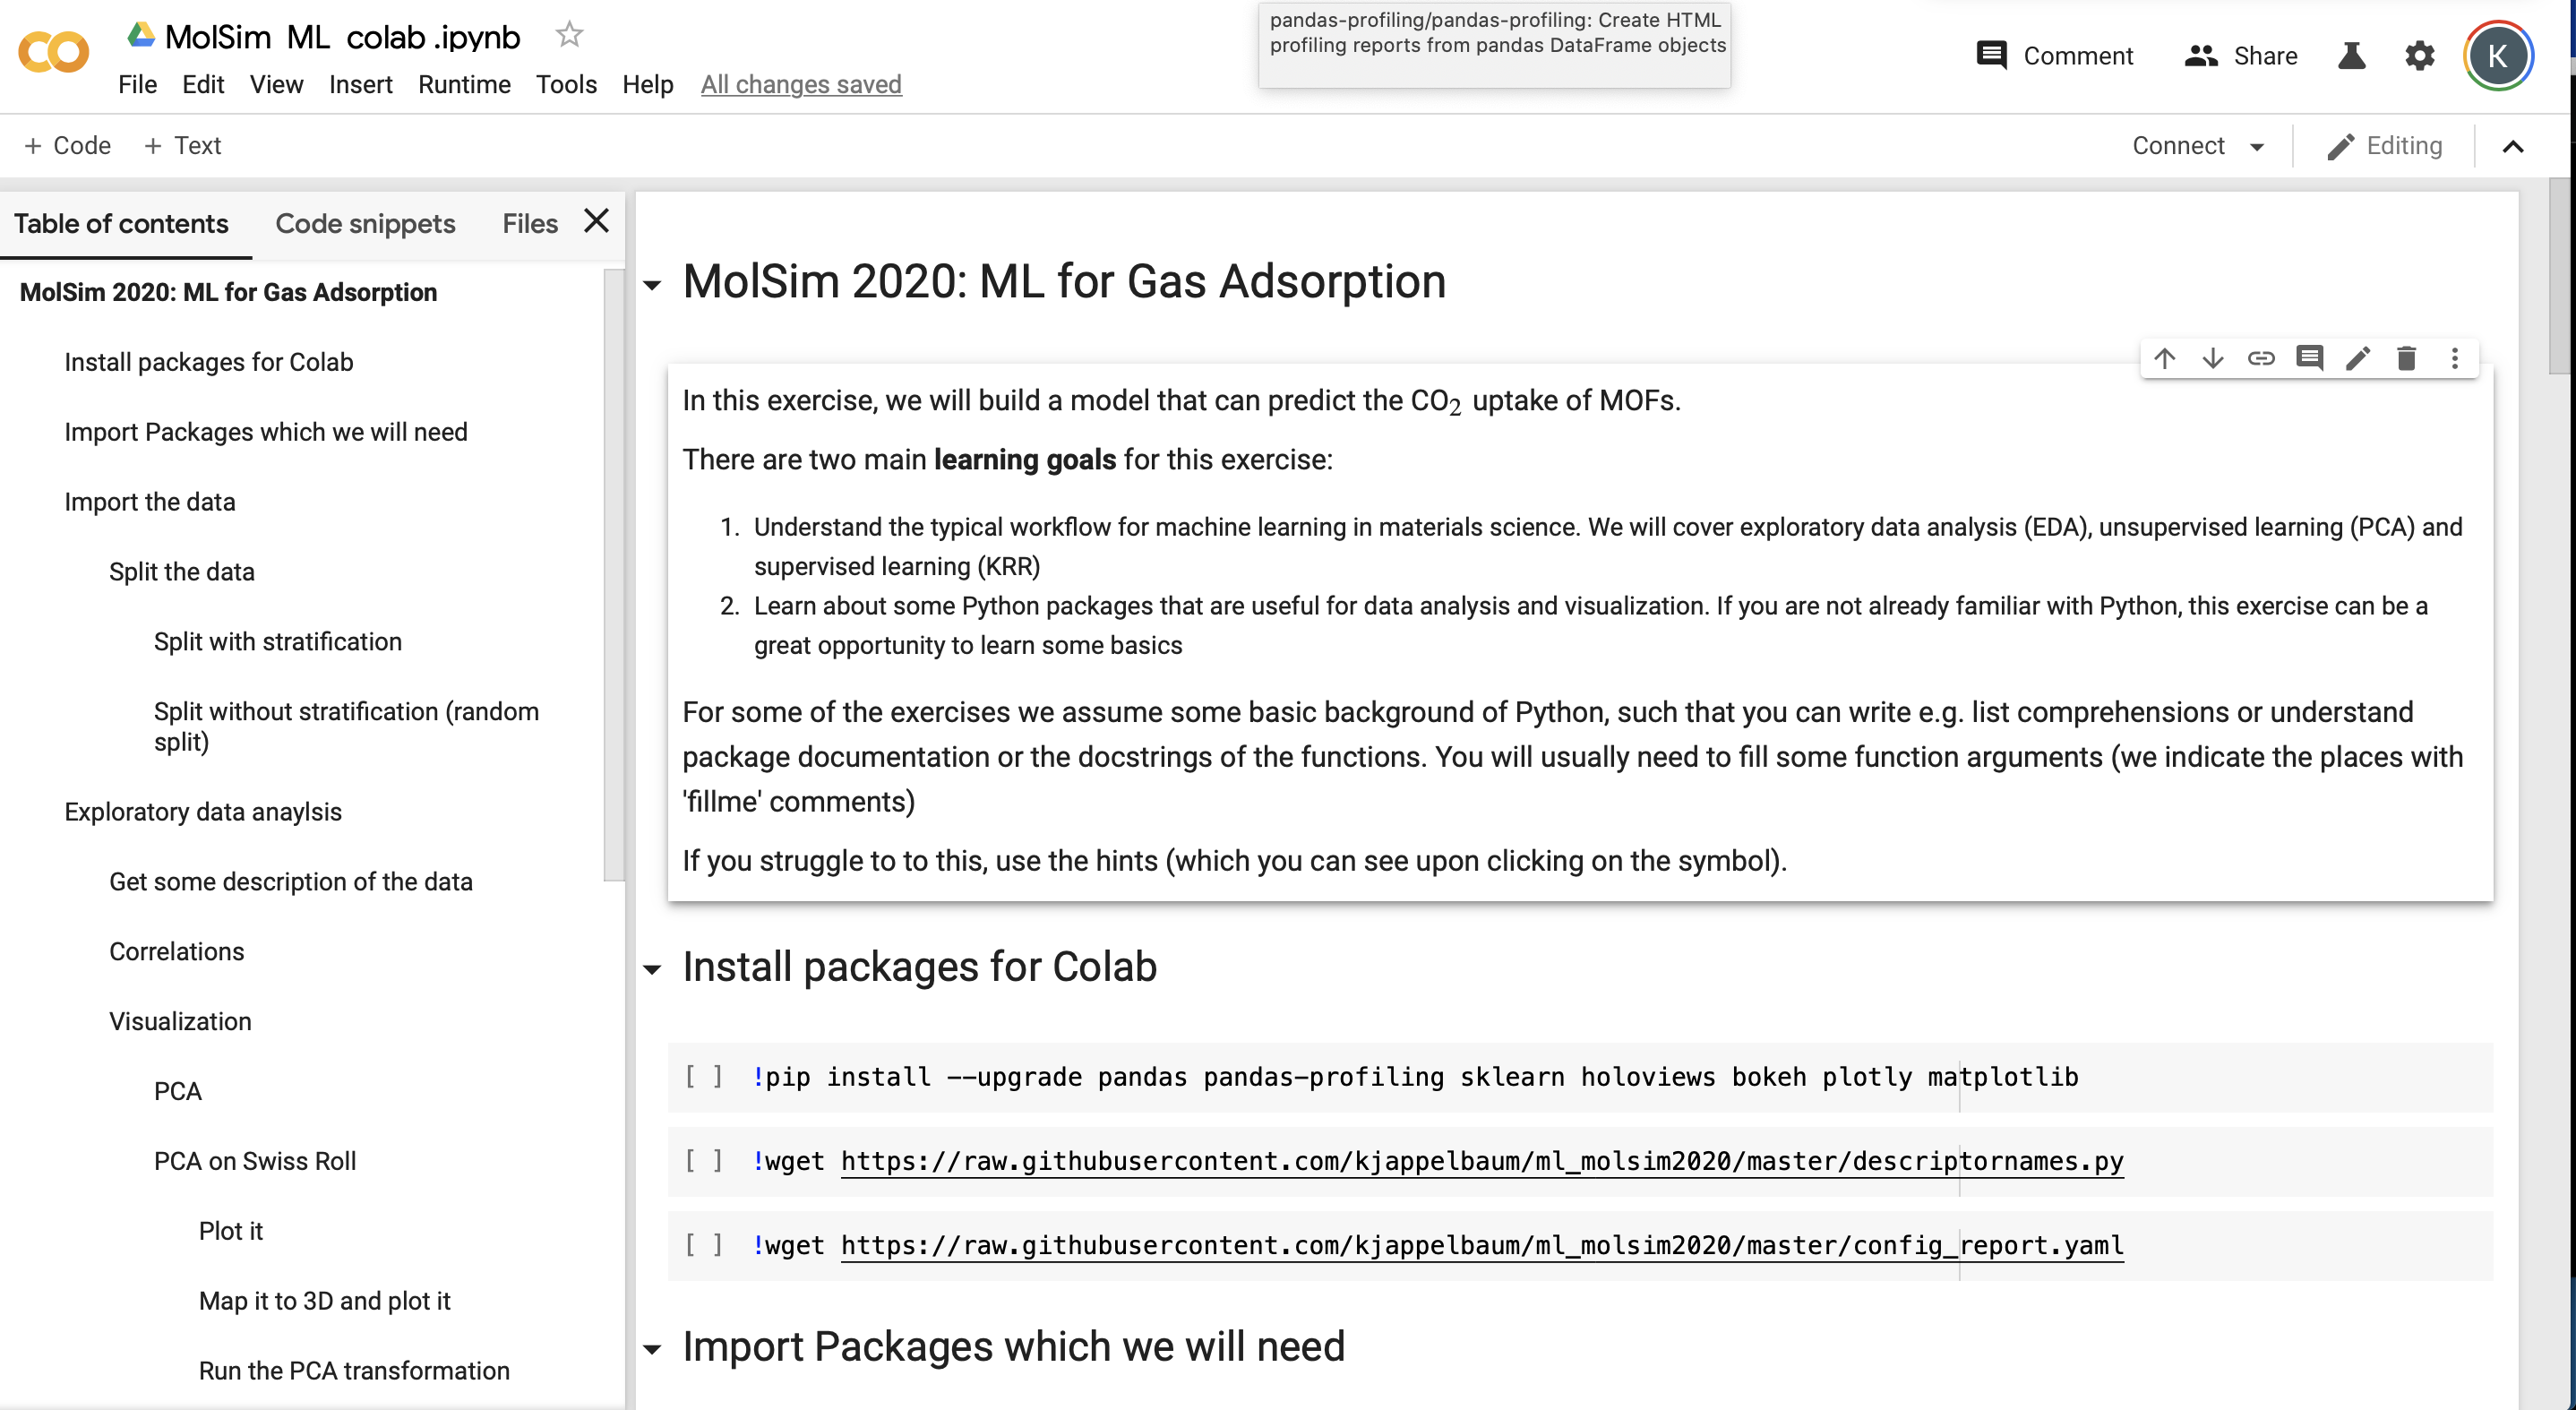 MolSim ML colab .ipynb
pandas-profiling/pandas-profiling: Create HTML
profiling reports from pandas DataFrame objects
Comment
Share
K
File Edit View Insert Runtime Tools Help All changes saved
+ Code + Text
Connect
Editing
Table of contents Code snippets Files
MolSim 2020: ML for Gas Adsorption
Install packages for Colab
Import Packages which we will need
Import the data
Split the data
Split with stratification
Split without stratification (random
split)
Exploratory data anaylsis
Get some description of the data
Correlations
Visualization
PCA
PCA on Swiss Roll
Plot it
Map it to 3D and plot it
Run the PCA transformation
MolSim 2020: ML for Gas Adsorption
In this exercise, we will build a model that can predict the CO₂ uptake of MOFs.
There are two main learning goals for this exercise:
1. Understand the typical workflow for machine learning in materials science. We will cover exploratory data analysis (EDA), unsupervised learning (PCA) and
supervised learning (KRR)
2. Learn about some Python packages that are useful for data analysis and visualization. If you are not already familiar with Python, this exercise can be a
great opportunity to learn some basics
For some of the exercises we assume some basic background of Python, such that you can write e.g. list comprehensions or understand
package documentation or the docstrings of the functions. You will usually need to fill some function arguments (we indicate the places with
'fillme' comments)
If you struggle to to this, use the hints (which you can see upon clicking on the symbol).
Install packages for Colab
[ ] !pip install --upgrade pandas pandas-profiling sklearn holoviews bokeh plotly matplotlib
[ ] !wget https://raw.githubusercontent.com/kjappelbaum/ml_molsim2020/master/descriptornames.py
[ ] !wget https://raw.githubusercontent.com/kjappelbaum/ml_molsim2020/master/config_report.yaml
Import Packages which we will need